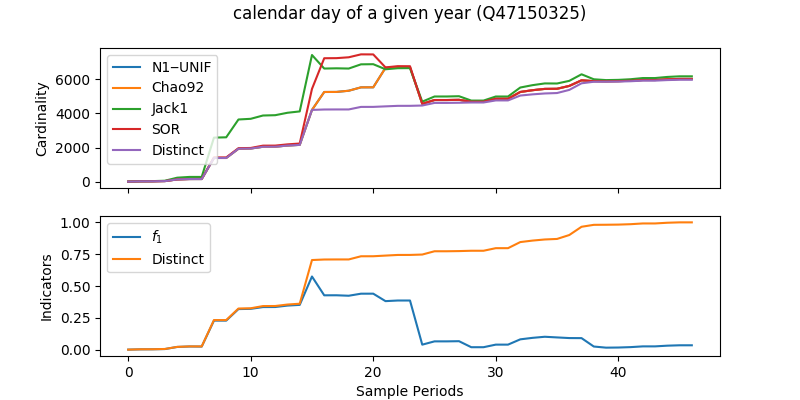 calendar day of a given year (Q47150325)
Cardinality
6000
4000
2000
0
N1−UNIF
Chao92
Jack1
SOR
Distinct
Indicators
1.00
0.75
0.50
0.25
0.00
f₁
Distinct
0 10 20 30 40
Sample Periods